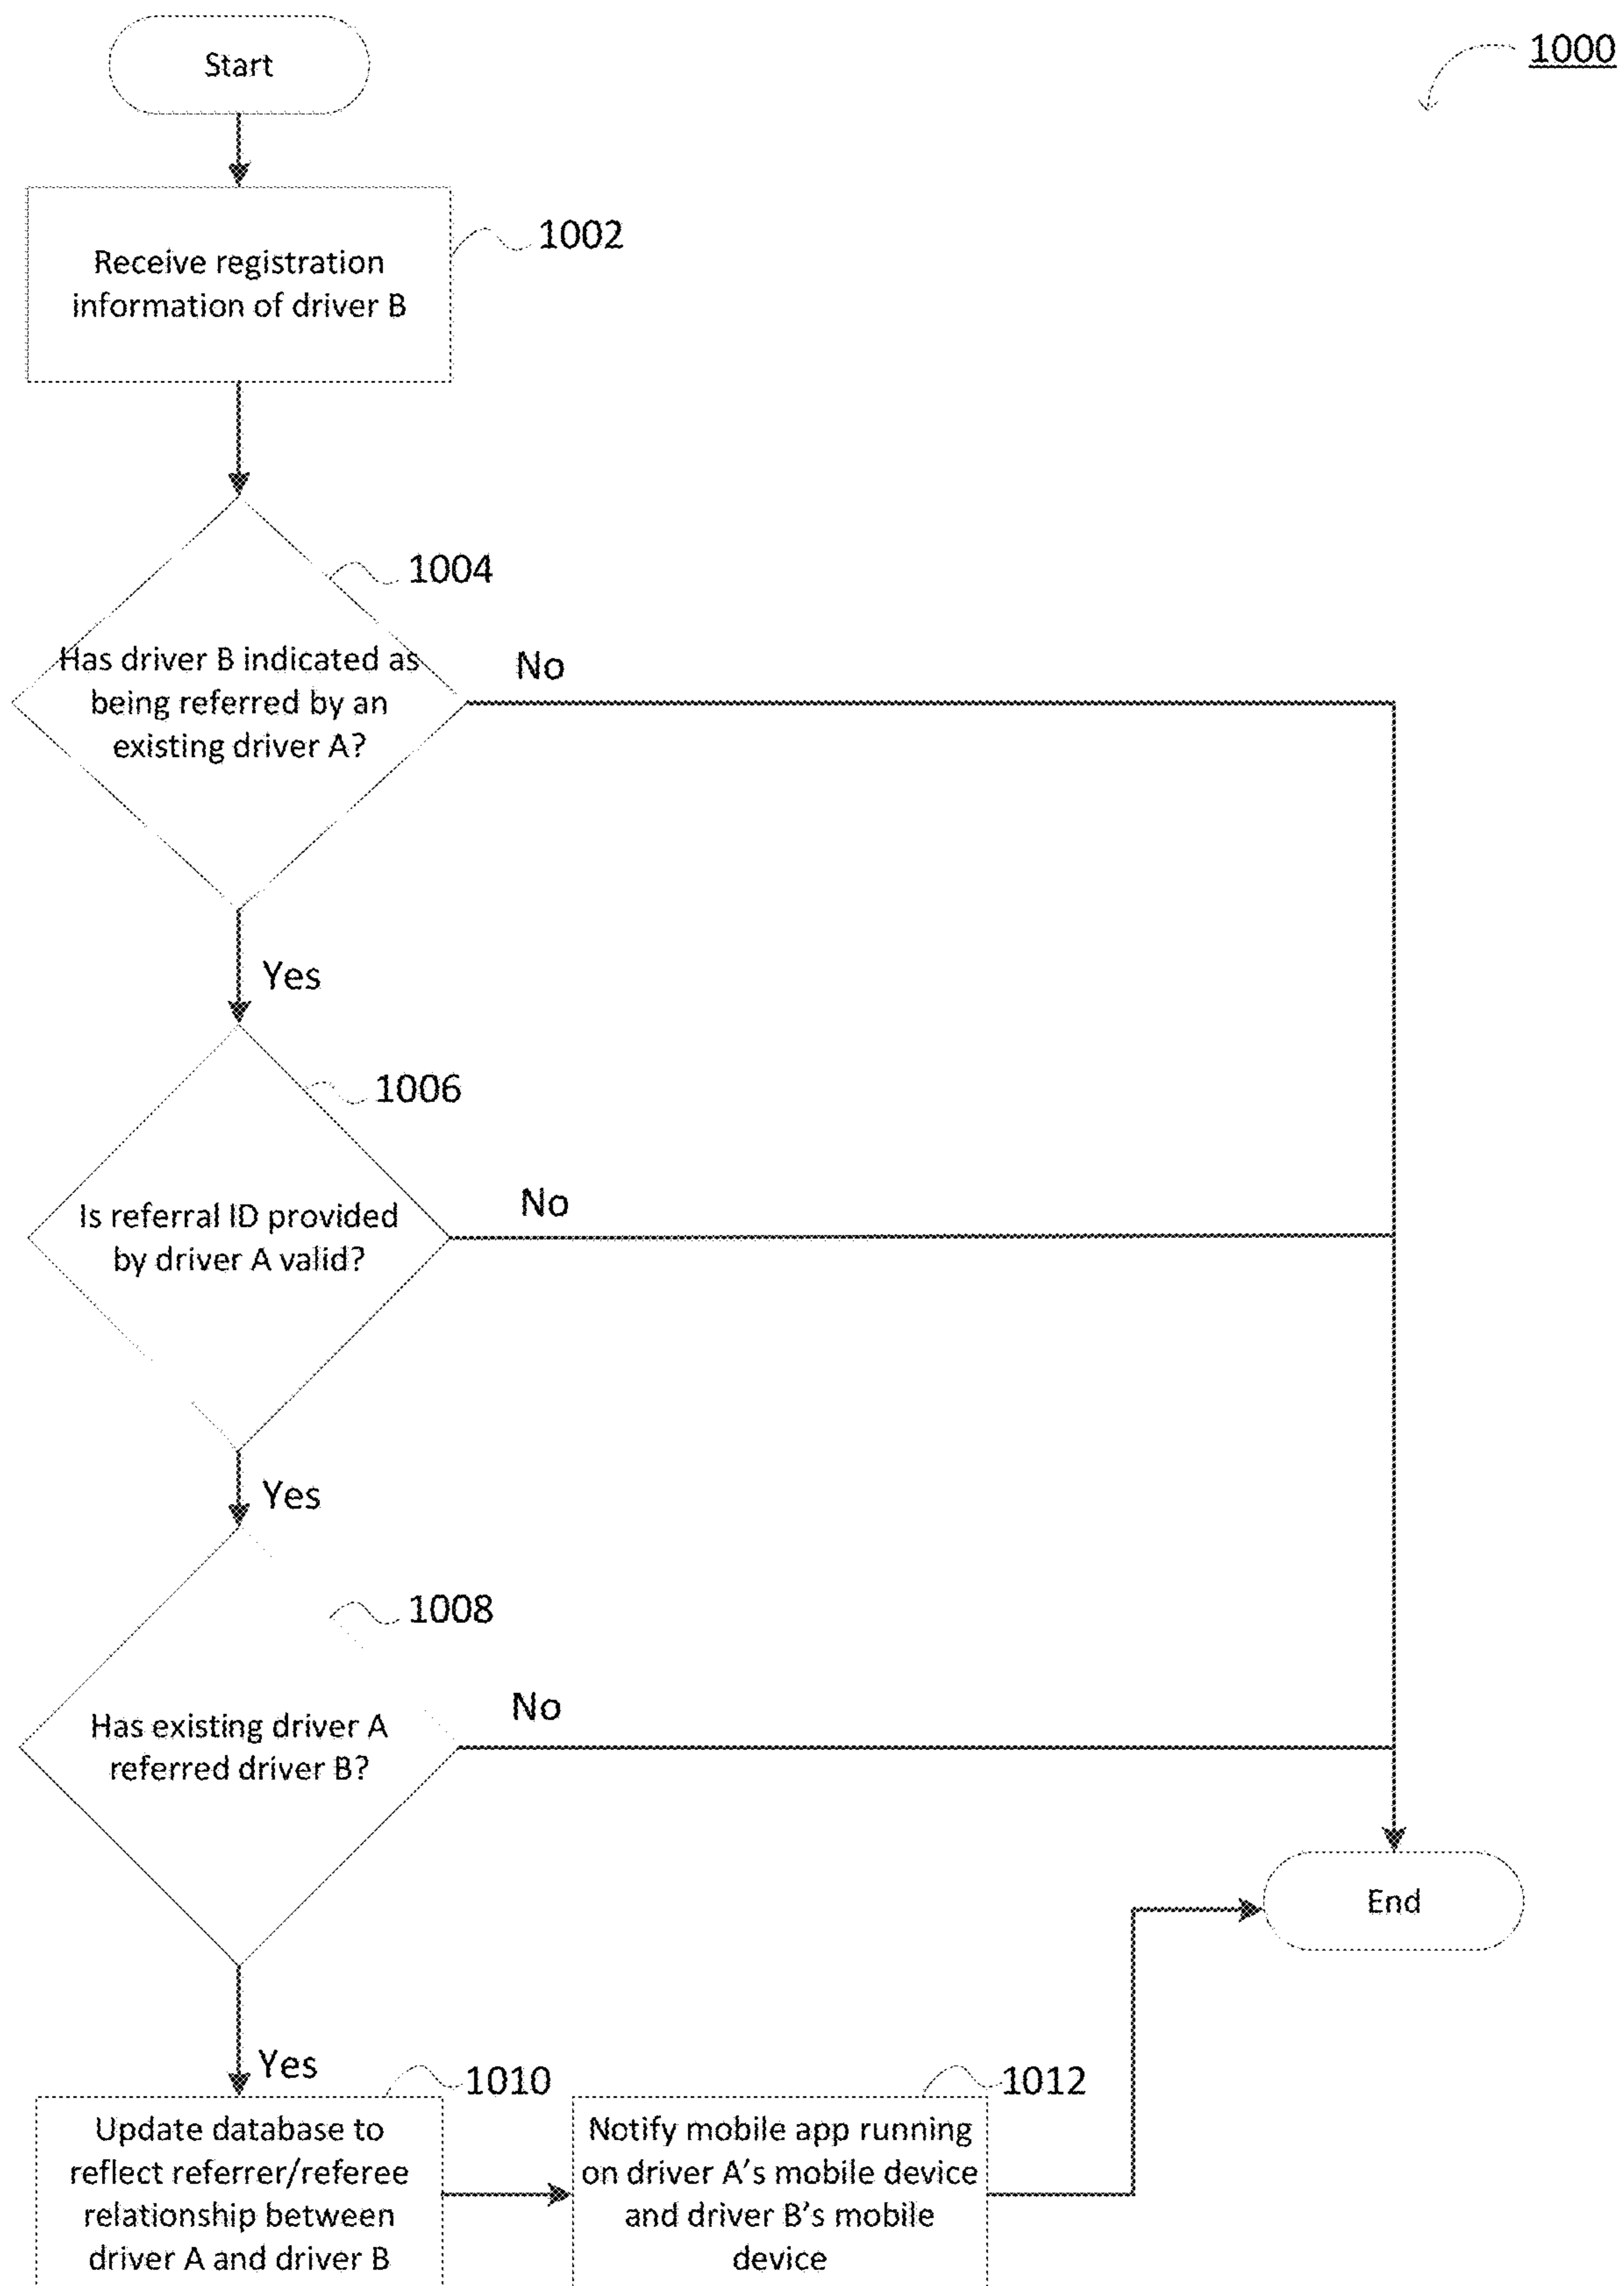 Start
1000
1002
Receive registration
information of driver B
1004
Has driver B indicated as
being referred by an
existing driver A?
No
Yes
1006
Is referral ID provided
by driver A valid?
No
Yes
1008
Has existing driver A
referred driver B?
No
End
Yes
1010
1012
Update database to
reflect referrer/referee
relationship between
driver A and driver B
Notify mobile app running
on driver A's mobile device
and driver B's mobile
device